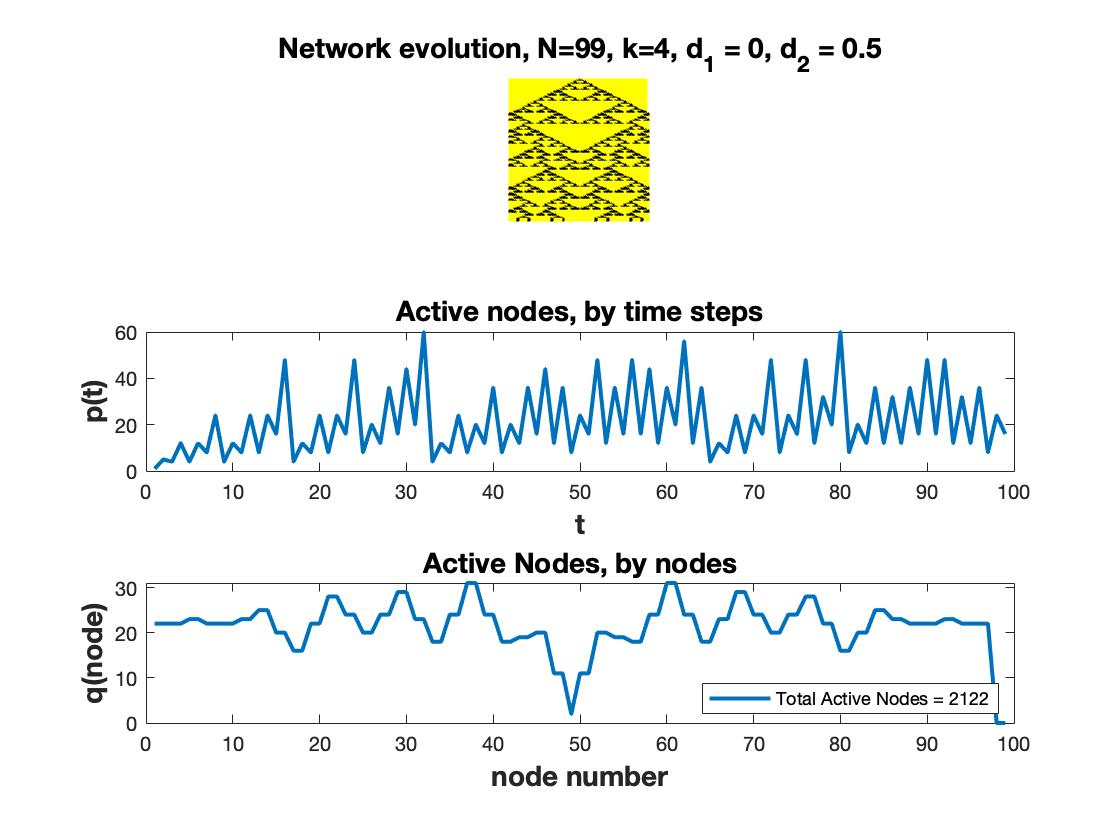 Network evolution, N=99, k=4, d1 = 0, d2 = 0.5
Active nodes, by time steps
60
40
20
0
p(t)
0 10 20 30 40 50 60 70 80 90 100
t
Active Nodes, by nodes
30
20
10
0
q(node)
Total Active Nodes = 2122
0 10 20 30 40 50 60 70 80 90 100
node number